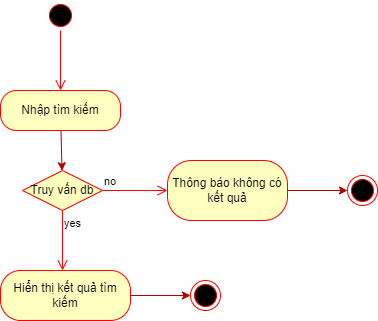 Nhập tìm kiếm
Truy vấn db
no
Thông báo không có
kết quả
yes
Hiển thị kết quả tìm
kiếm